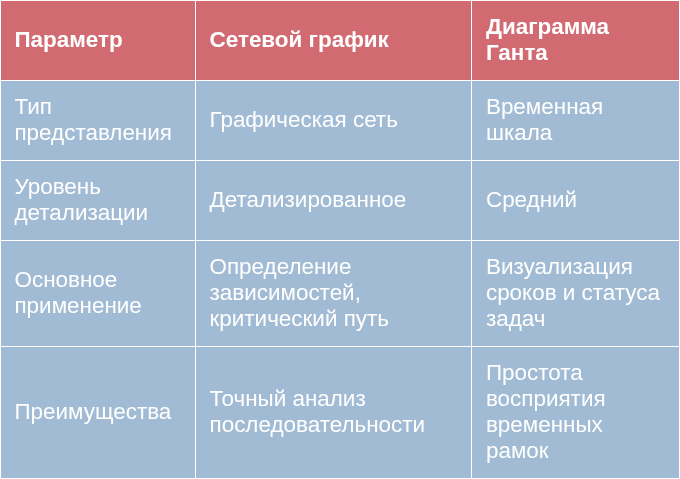 Параметр
Сетевой график
Диаграмма
Ганта
Тип
представления
Графическая сеть
Временная
шкала
Уровень
детализации
Детализированное
Средний
Основное
применение
Определение
зависимостей,
критический путь
Визуализация
сроков и статуса
задач
Преимущества
Точный анализ
последовательности
Простота
восприятия
временных
рамок